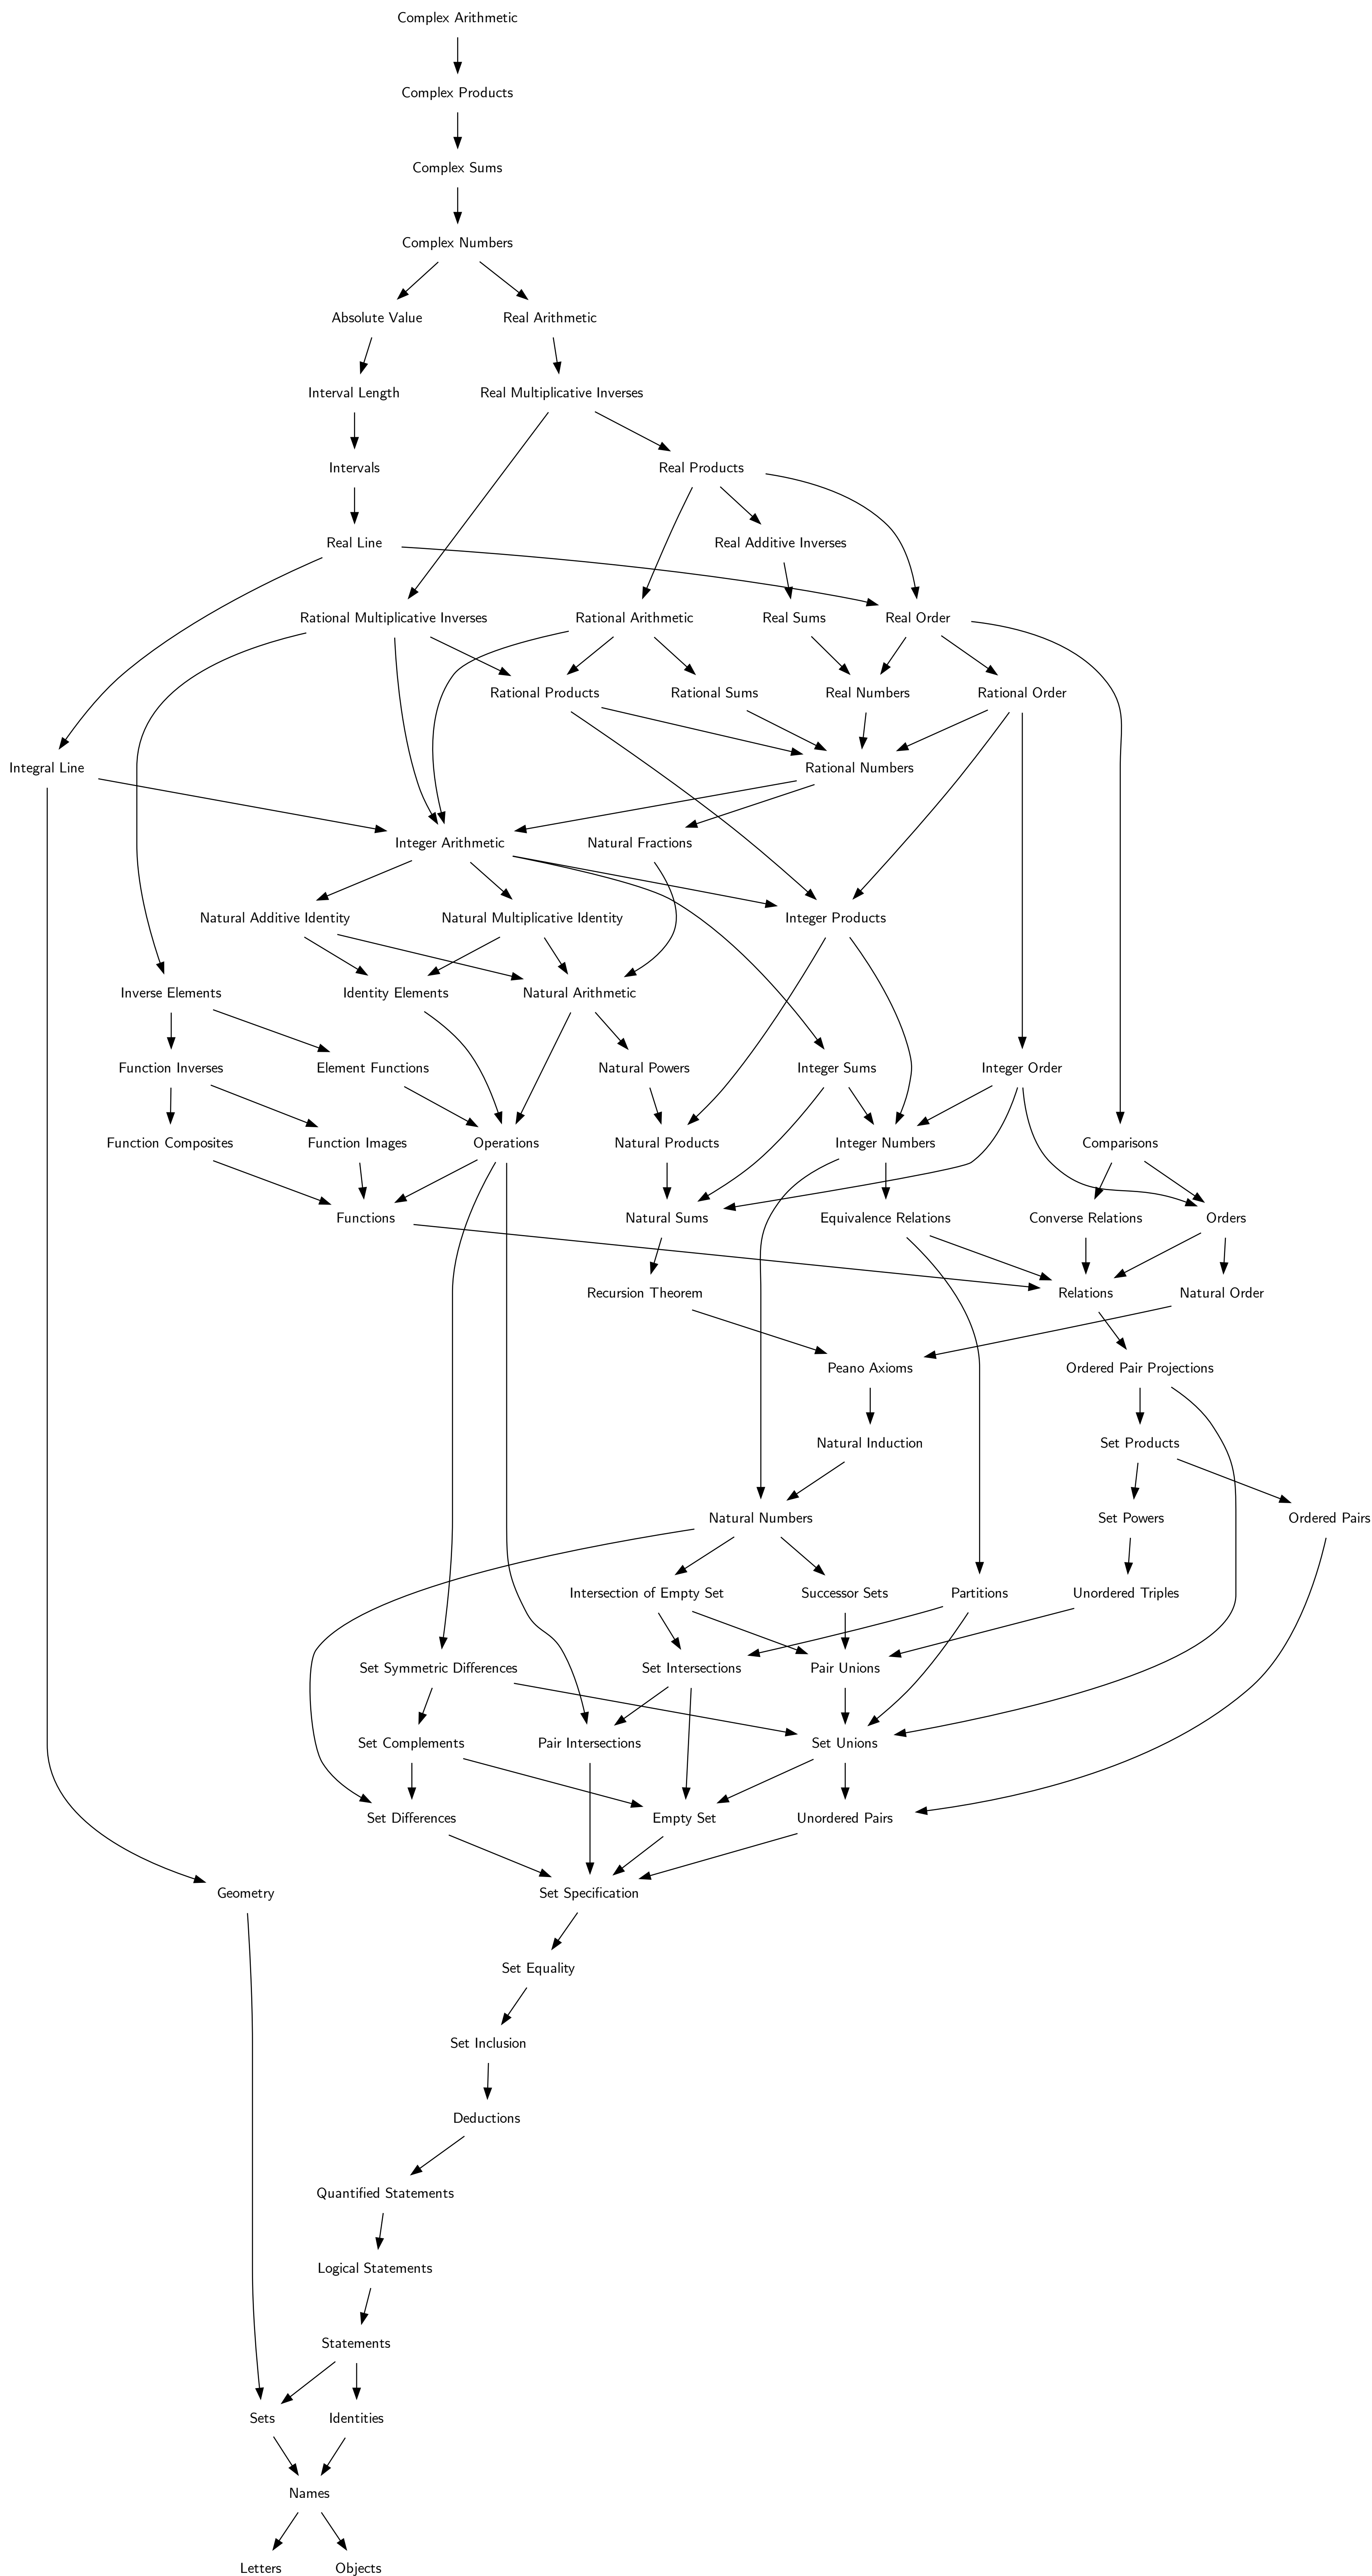 Complex Arithmetic
Complex Products
Complex Sums
Complex Numbers
Absolute Value
Real Arithmetic
Interval Length
Real Multiplicative Inverses
Intervals
Real Products
Real Line
Real Additive Inverses
Rational Multiplicative Inverses
Rational Arithmetic
Real Sums
Real Order
Rational Products
Rational Sums
Real Numbers
Rational Order
Integral Line
Rational Numbers
Integer Arithmetic
Natural Fractions
Natural Additive Identity
Natural Multiplicative Identity
Integer Products
Inverse Elements
Identity Elements
Natural Arithmetic
Function Inverses
Element Functions
Natural Powers
Integer Sums
Integer Order
Function Composites
Function Images
Operations
Natural Products
Integer Numbers
Comparisons
Functions
Natural Sums
Equivalence Relations
Converse Relations
Orders
Recursion Theorem
Relations
Natural Order
Peano Axioms
Ordered Pair Projections
Natural Induction
Set Products
Natural Numbers
Set Powers
Ordered Pairs
Intersection of Empty Set
Successor Sets
Partitions
Unordered Triples
Set Symmetric Differences
Set Intersections
Pair Unions
Set Complements
Pair Intersections
Set Unions
Set Differences
Empty Set
Unordered Pairs
Geometry
Set Specification
Set Equality
Set Inclusion
Deductions
Quantified Statements
Logical Statements
Statements
Sets
Identities
Names
Letters
Objects